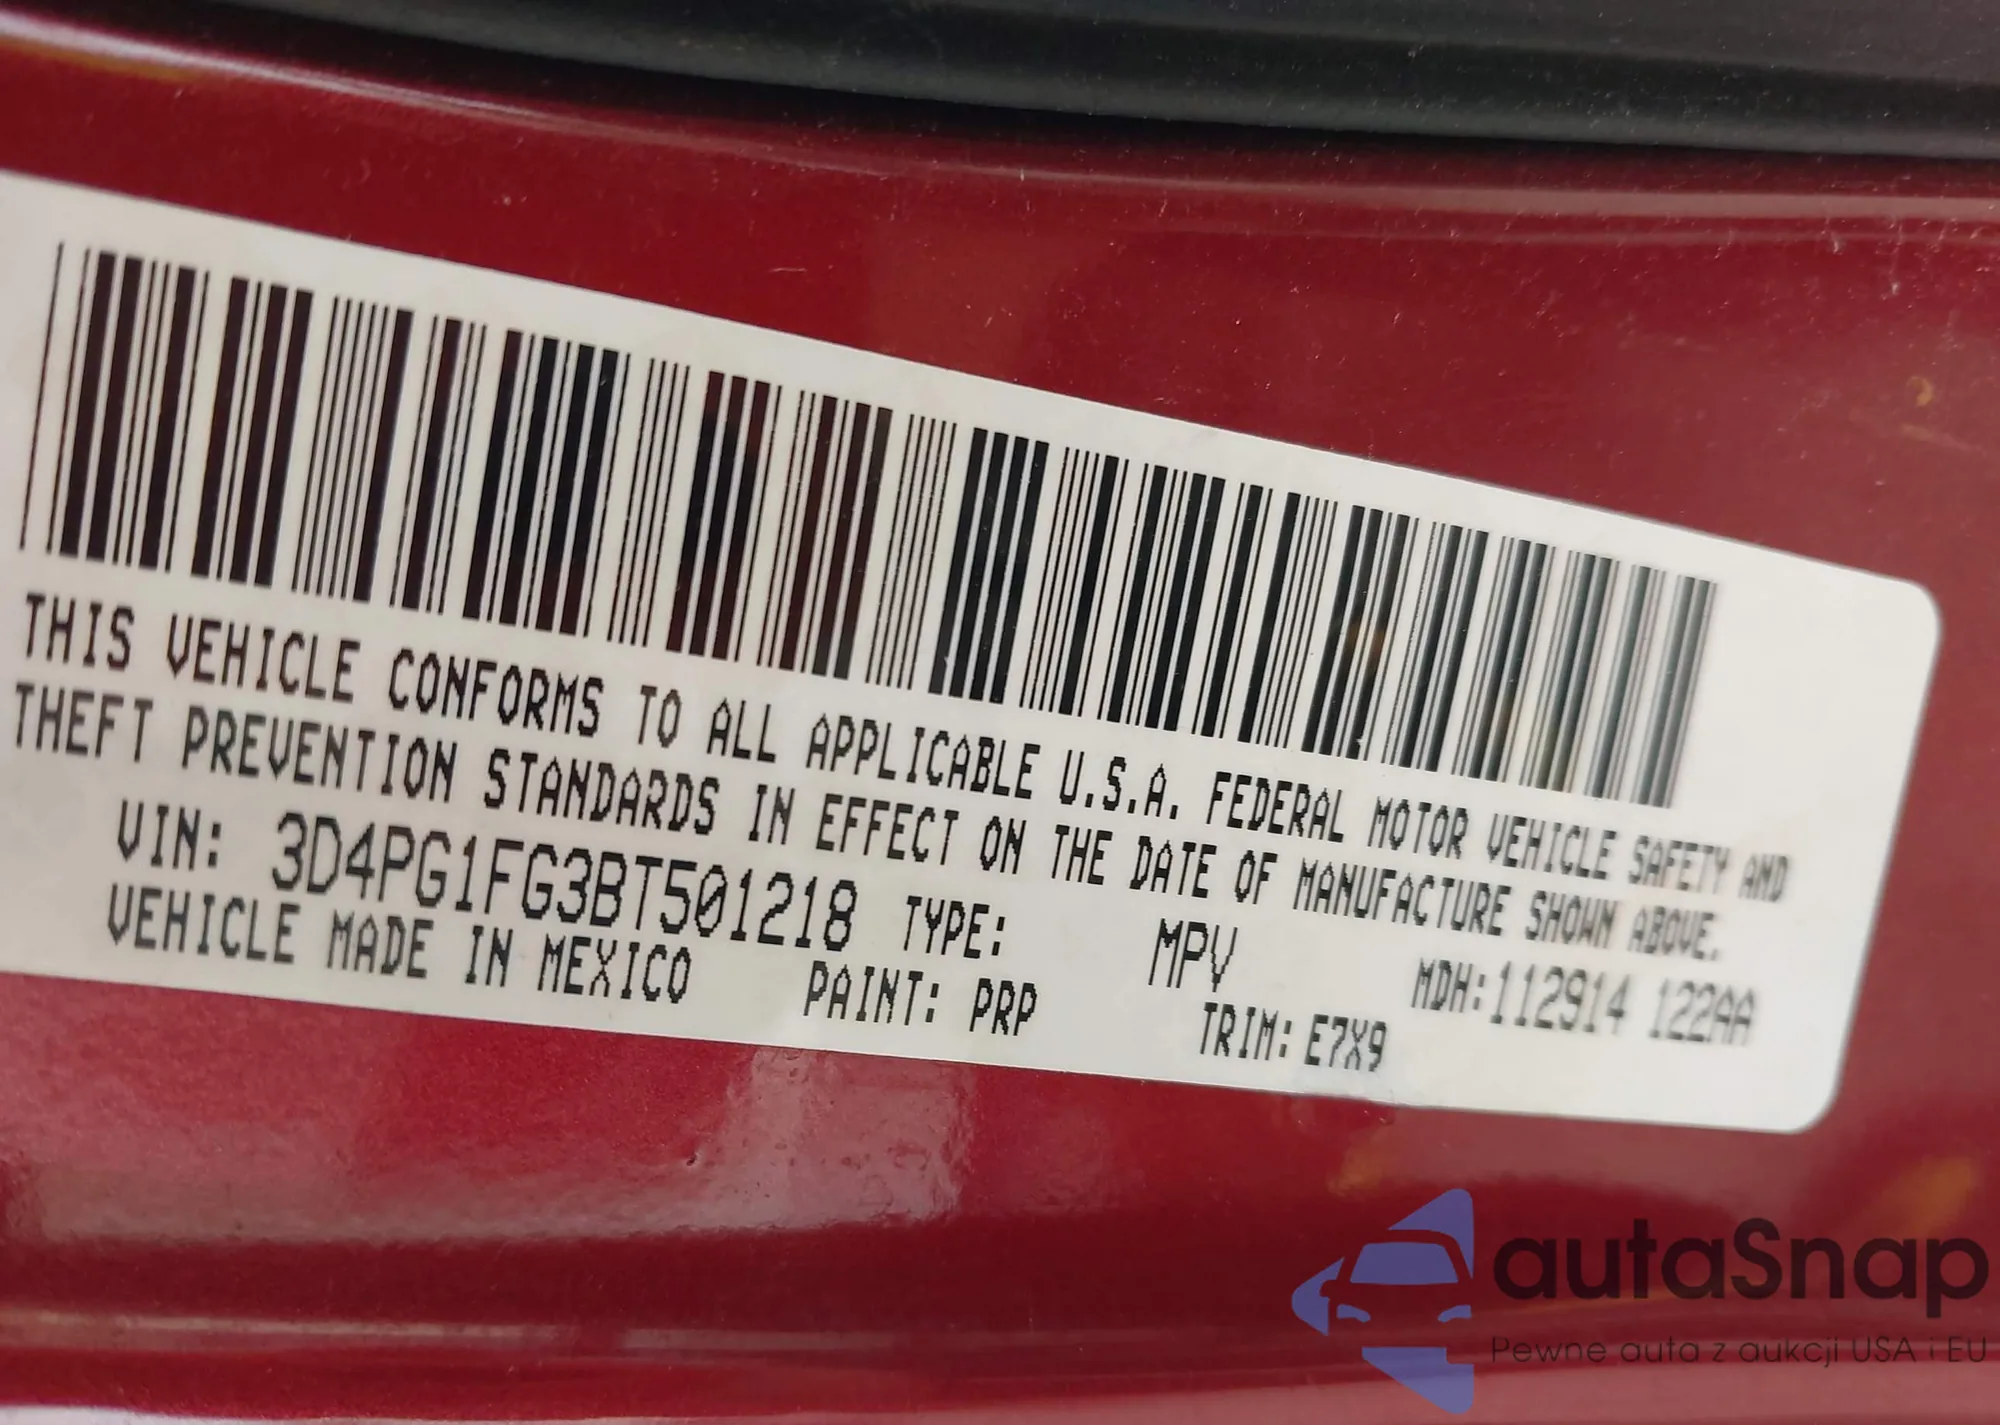 THIS VEHICLE CONFORMS TO ALL APPLICABLE U.S.A. FEDERAL MOTOR VEHICLE SAFETY AND
THEFT PREVENTION STANDARDS IN EFFECT ON THE DATE OF MANUFACTURE SHOWN ABOVE.
VIN: 3D4PG1FG3BT501218 TYPE: MPV MDH:112914 122AA
VEHICLE MADE IN MEXICO PAINT: PRP TRIM: E7X9
autaSnap
Pewne auta z aukcji USA i EU